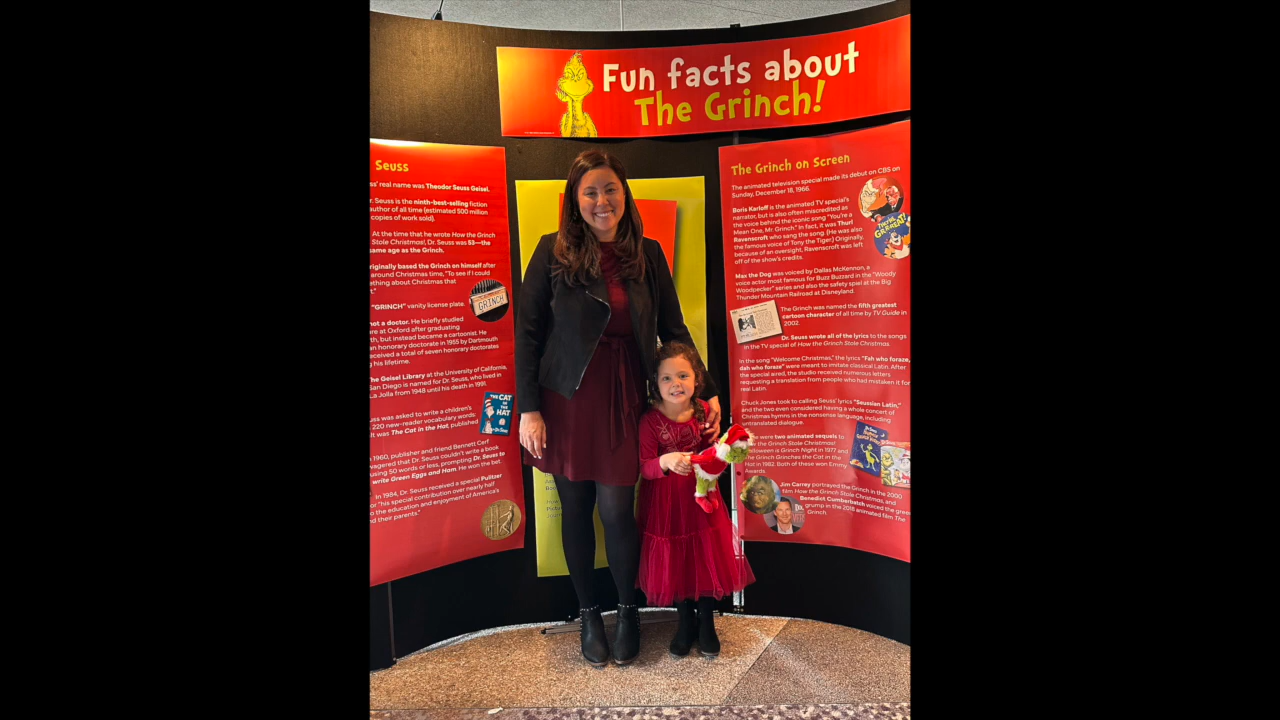 Fun facts about
The Grinch!
Seuss
ss' real name was Theodor Seuss Geisel.
r. Seuss is the ninth-best-selling fiction
author of all time (estimated 500 million
copies of work sold).
At the time that he wrote How the Grinch
Stole Christmas!, Dr. Seuss was 53—the
ame age as the Grinch.
riginally based the Grinch on himself after
around Christmas time, "To see if I could
ething about Christmas that
"GRINCH" vanity license plate.
GRINCH
not a doctor. He briefly studied
re at Oxford after graduating
th, but instead became a cartoonist. He
n honorary doctorate in 1955 by Dartmouth
eceived a total of seven honorary doctorates
g his lifetime.
The Geisel Library at the University of California,
San Diego is named for Dr. Seuss, who lived in
La Jolla from 1948 until his death in 1991.
uss was asked to write a children's
220 new-reader vocabulary words.
It was The Cat in the Hat, published
THE CAT
IN THE
HAT
1960, publisher and friend Bennett Cerf
wagered that Dr. Seuss couldn't write a book
using 50 words or less, prompting Dr. Seuss to
write Green Eggs and Ham. He won the bet.
In 1984, Dr. Seuss received a special Pulitzer
or "his special contribution over nearly half
to the education and enjoyment of America's
nd their parents."
The Grinch on Screen
The animated television special made its debut on CBS on
Sunday, December 18, 1966.
Boris Karloff is the animated TV special's
narrator, but is also often miscredited as
the voice behind the iconic song "You're a
Mean One, Mr. Grinch." In fact, it was Thurl
Ravenscroft who sang the song. (He was also
the famous voice of Tony the Tiger.) Originally,
because of an oversight, Ravenscroft was left
off of the show's credits.
They're
GR-R-REAT!
Max the Dog was voiced by Dallas McKennon, a
voice actor most famous for Buzz Buzzard in the "Woody
Woodpecker" series and also the safety spiel at the Big
Thunder Mountain Railroad at Disneyland.
The Grinch was named the fifth greatest
cartoon character of all time by TV Guide in
2002.
Dr. Seuss wrote all of the lyrics to the songs
in the TV special of How the Grinch Stole Christmas.
In the song "Welcome Christmas," the lyrics "Fah who foraze,
dah who foraze" were meant to imitate classical Latin. After
the special aired, the studio received numerous letters
requesting a translation from people who had mistaken it for
real Latin.
Chuck Jones took to calling Seuss' lyrics "Seussian Latin,"
and the two even considered having a whole concert of
Christmas hymns in the nonsense language, including
untranslated dialogue.
were two animated sequels to
the Grinch Stole Christmas!
Halloween is Grinch Night in 1977 and
The Grinch Grinches the Cat in the
Hat in 1982. Both of these won Emmy
Awards.
Jim Carrey portrayed the Grinch in the 2000
film How the Grinch Stole Christmas, and
Benedict Cumberbatch voiced the green
grump in the 2018 animated film The
Grinch.